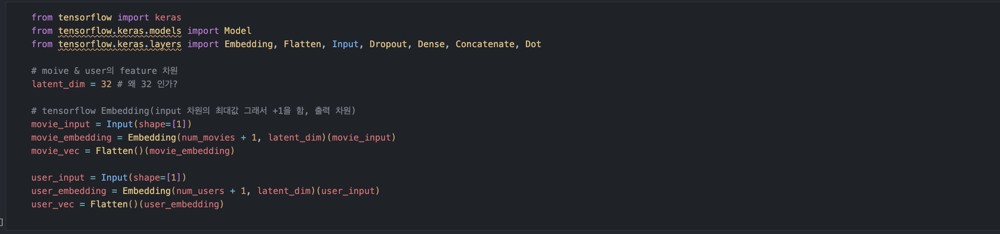 from tensorflow import keras
from tensorflow.keras.models import Model
from tensorflow.keras.layers import Embedding, Flatten, Input, Dropout, Dense, Concatenate, Dot
# moive & user의 feature 차원
latent_dim = 32 # 왜 32 인가?
# tensorflow Embedding(input 차원의 최대값 그래서 +1을 함, 출력 차원)
movie_input = Input(shape=[1])
movie_embedding = Embedding(num_movies + 1, latent_dim)(movie_input)
movie_vec = Flatten()(movie_embedding)
user_input = Input(shape=[1])
user_embedding = Embedding(num_users + 1, latent_dim)(user_input)
user_vec = Flatten()(user_embedding)
]